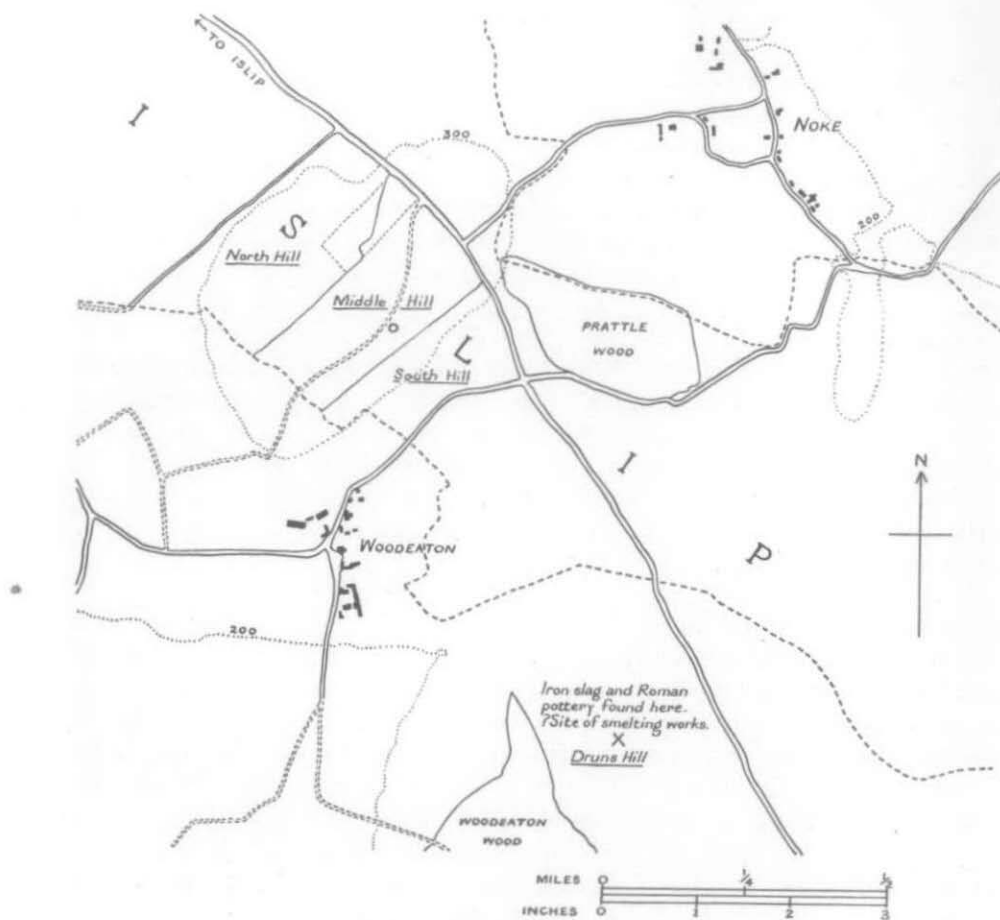 TO ISLIP
I
300
NOKE
S
North Hill
200
Middle Hill
PRATTLE
WOOD
L
South Hill
N
I
WOODEATON
P
200
Iron slag and Roman
pottery found here.
?Site of smelting works.
X
Druns Hill
WOODEATON
WOOD
MILES 0 1/4 1/2
INCHES 0 1 2 3